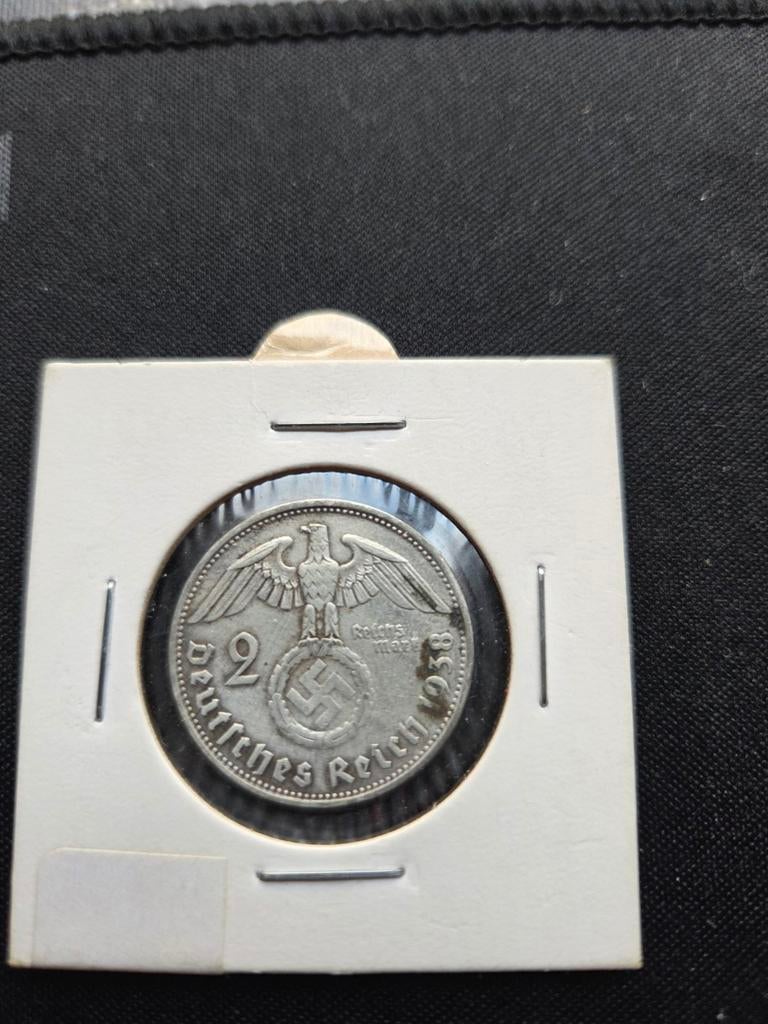 2
Reichs
mark
Deutſches Reich 1938